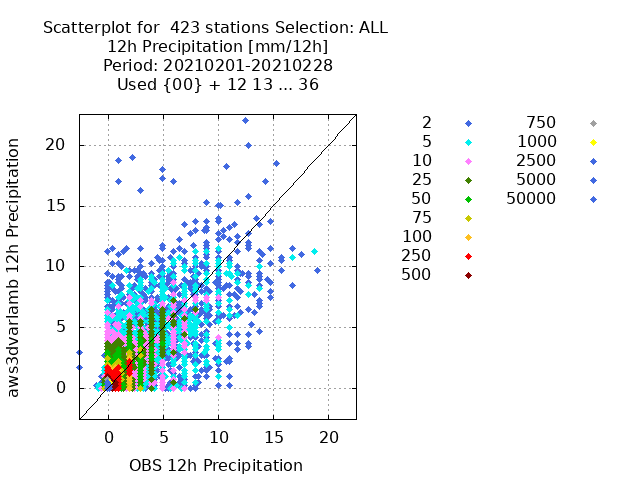 Scatterplot for  423 stations Selection: ALL
12h Precipitation [mm/12h]
Period: 20210201-20210228
Used {00} + 12 13 ... 36
aws3dvarlamb 12h Precipitation
20
15
10
5
0
0 5 10 15 20
OBS 12h Precipitation
2 750
5 1000
10 2500
25 5000
50 50000
75
100
250
500